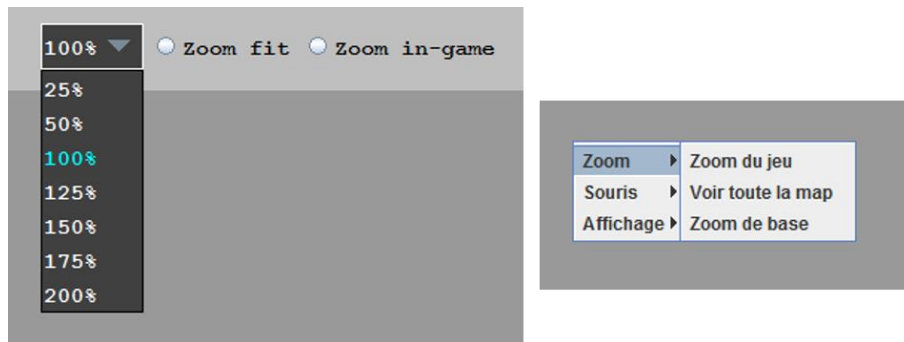 100% Zoom fit Zoom in-game
25%
50%
100%
125%
150%
175%
200%
Zoom Zoom du jeu
Souris Voir toute la map
Affichage Zoom de base